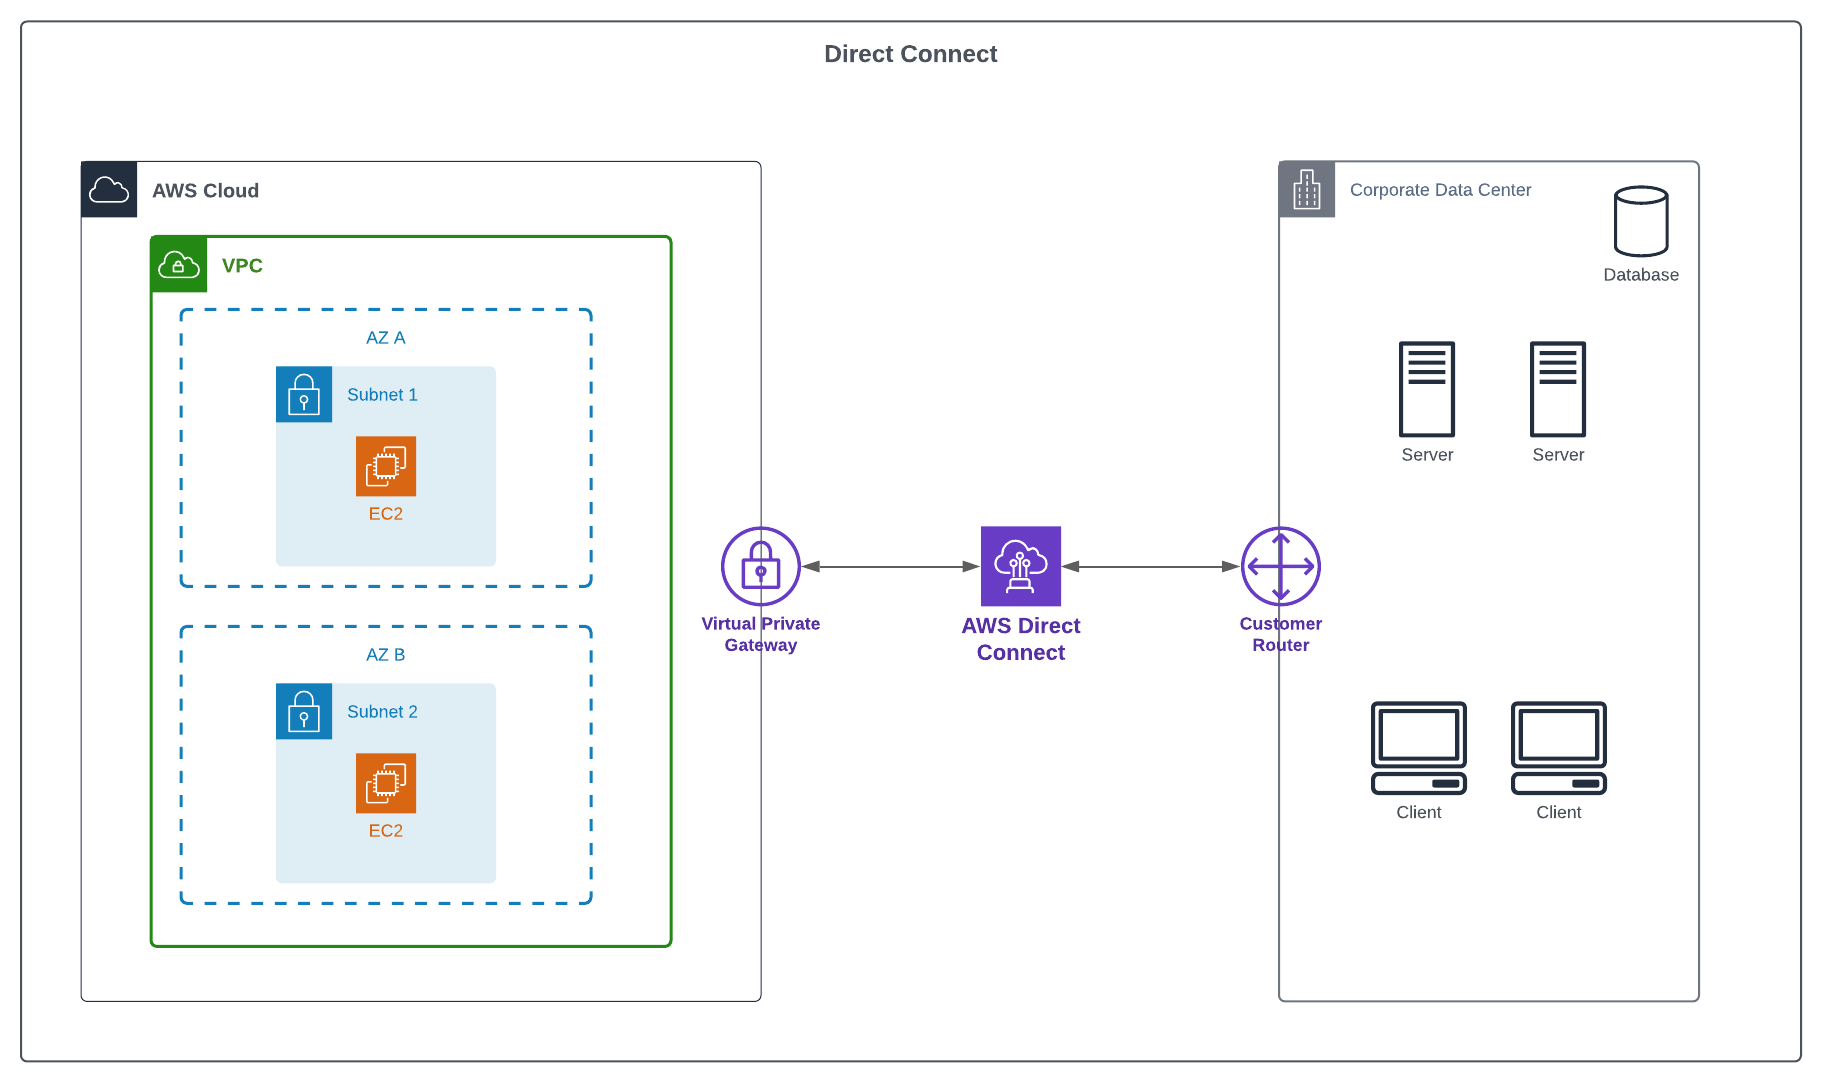 Direct Connect
AWS Cloud
VPC
AZ A
Subnet 1
EC2
AZ B
Subnet 2
EC2
Virtual Private
Gateway
AWS Direct
Connect
Customer
Router
Corporate Data Center
Database
Server
Server
Client
Client